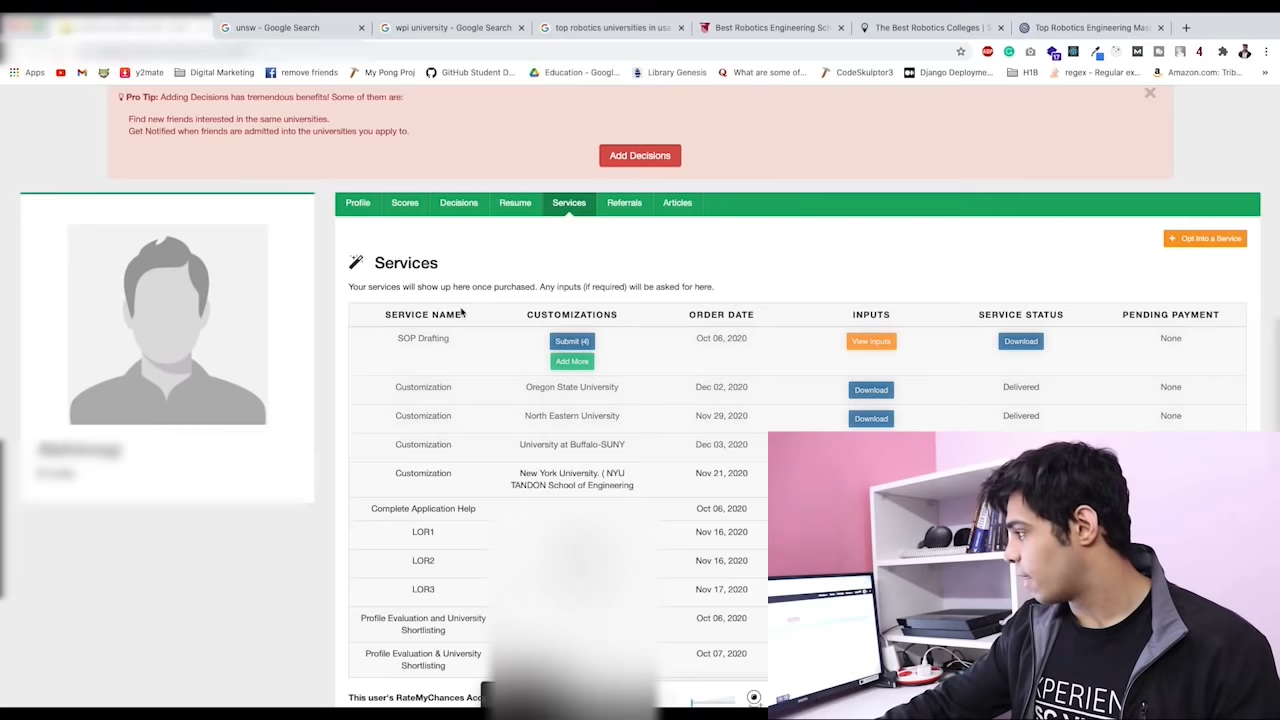 unsw - Google Search
wpi university - Google Search
top robotics universities in usa
Best Robotics Engineering Sch
The Best Robotics Colleges | S
Top Robotics Engineering Mas
17
4
Apps
y2mate
Digital Marketing
remove friends
My Pong Proj
GitHub Student D...
Education - Googl...
Library Genesis
What are some of...
CodeSkulptor3
Django Deployme...
H1B
regex - Regular ex...
Amazon.com: Trib...
»
Pro Tip: Adding Decisions has tremendous benefits! Some of them are:
Find new friends interested in the same universities.
Get Notified when friends are admitted into the universities you apply to.
Add Decisions
Profile Scores Decisions Resume Services Referrals Articles
+ Opt Into a Service
Services
Your services will show up here once purchased. Any inputs (if required) will be asked for here.
SERVICE NAME CUSTOMIZATIONS ORDER DATE INPUTS SERVICE STATUS PENDING PAYMENT
SOP Drafting Submit (4) Oct 06, 2020 View Inputs Download None
Add More
Customization Oregon State University Dec 02, 2020 Download Delivered None
Customization North Eastern University Nov 29, 2020 Download Delivered None
Customization University at Buffalo-SUNY Dec 03, 2020
Customization New York University. ( NYU Nov 21, 2020
TANDON School of Engineering
Complete Application Help Oct 06, 2020
LOR1 Nov 16, 2020
LOR2 Nov 16, 2020
LOR3 Nov 17, 2020
Profile Evaluation and University Oct 06, 2020
Shortlisting
Profile Evaluation & University Oct 07, 2020
Shortlisting
This user's RateMyChances Acc
XPERIEN